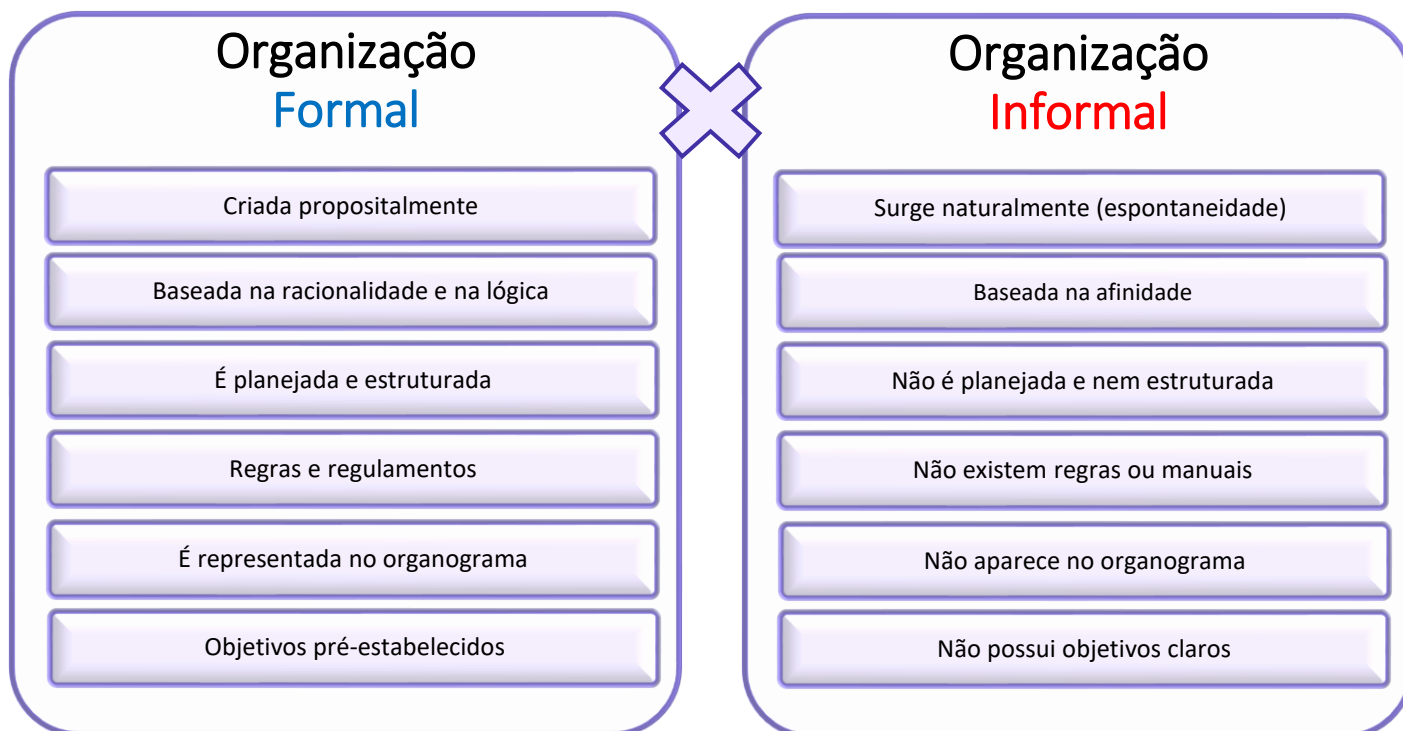 Organização
Formal
Criada propositalmente
Baseada na racionalidade e na lógica
É planejada e estruturada
Regras e regulamentos
É representada no organograma
Objetivos pré-estabelecidos
Organização
Informal
Surge naturalmente (espontaneidade)
Baseada na afinidade
Não é planejada e nem estruturada
Não existem regras ou manuais
Não aparece no organograma
Não possui objetivos claros